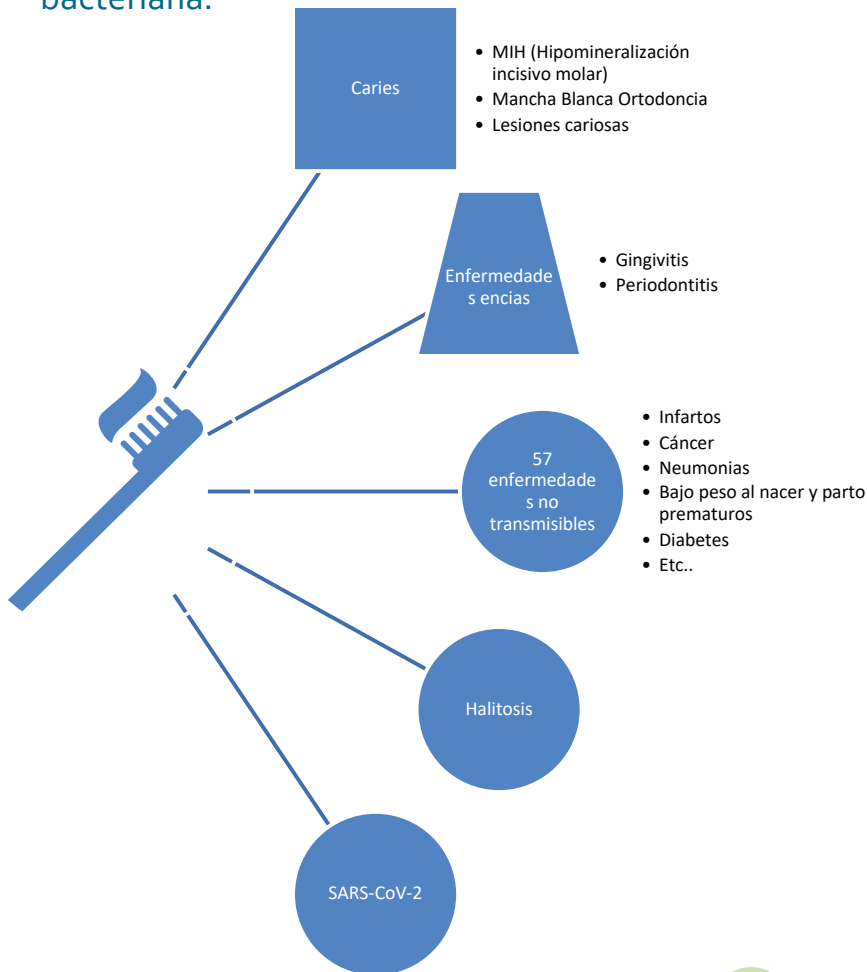 bacteriana.
Caries
• MIH (Hipomineralización
incisivo molar)
• Mancha Blanca Ortodoncia
• Lesiones cariosas
Enfermedade
s encias
• Gingivitis
• Periodontitis
57
enfermedade
s no
transmisibles
• Infartos
• Cáncer
• Neumonias
• Bajo peso al nacer y parto
prematuros
• Diabetes
• Etc..
Halitosis
SARS-CoV-2